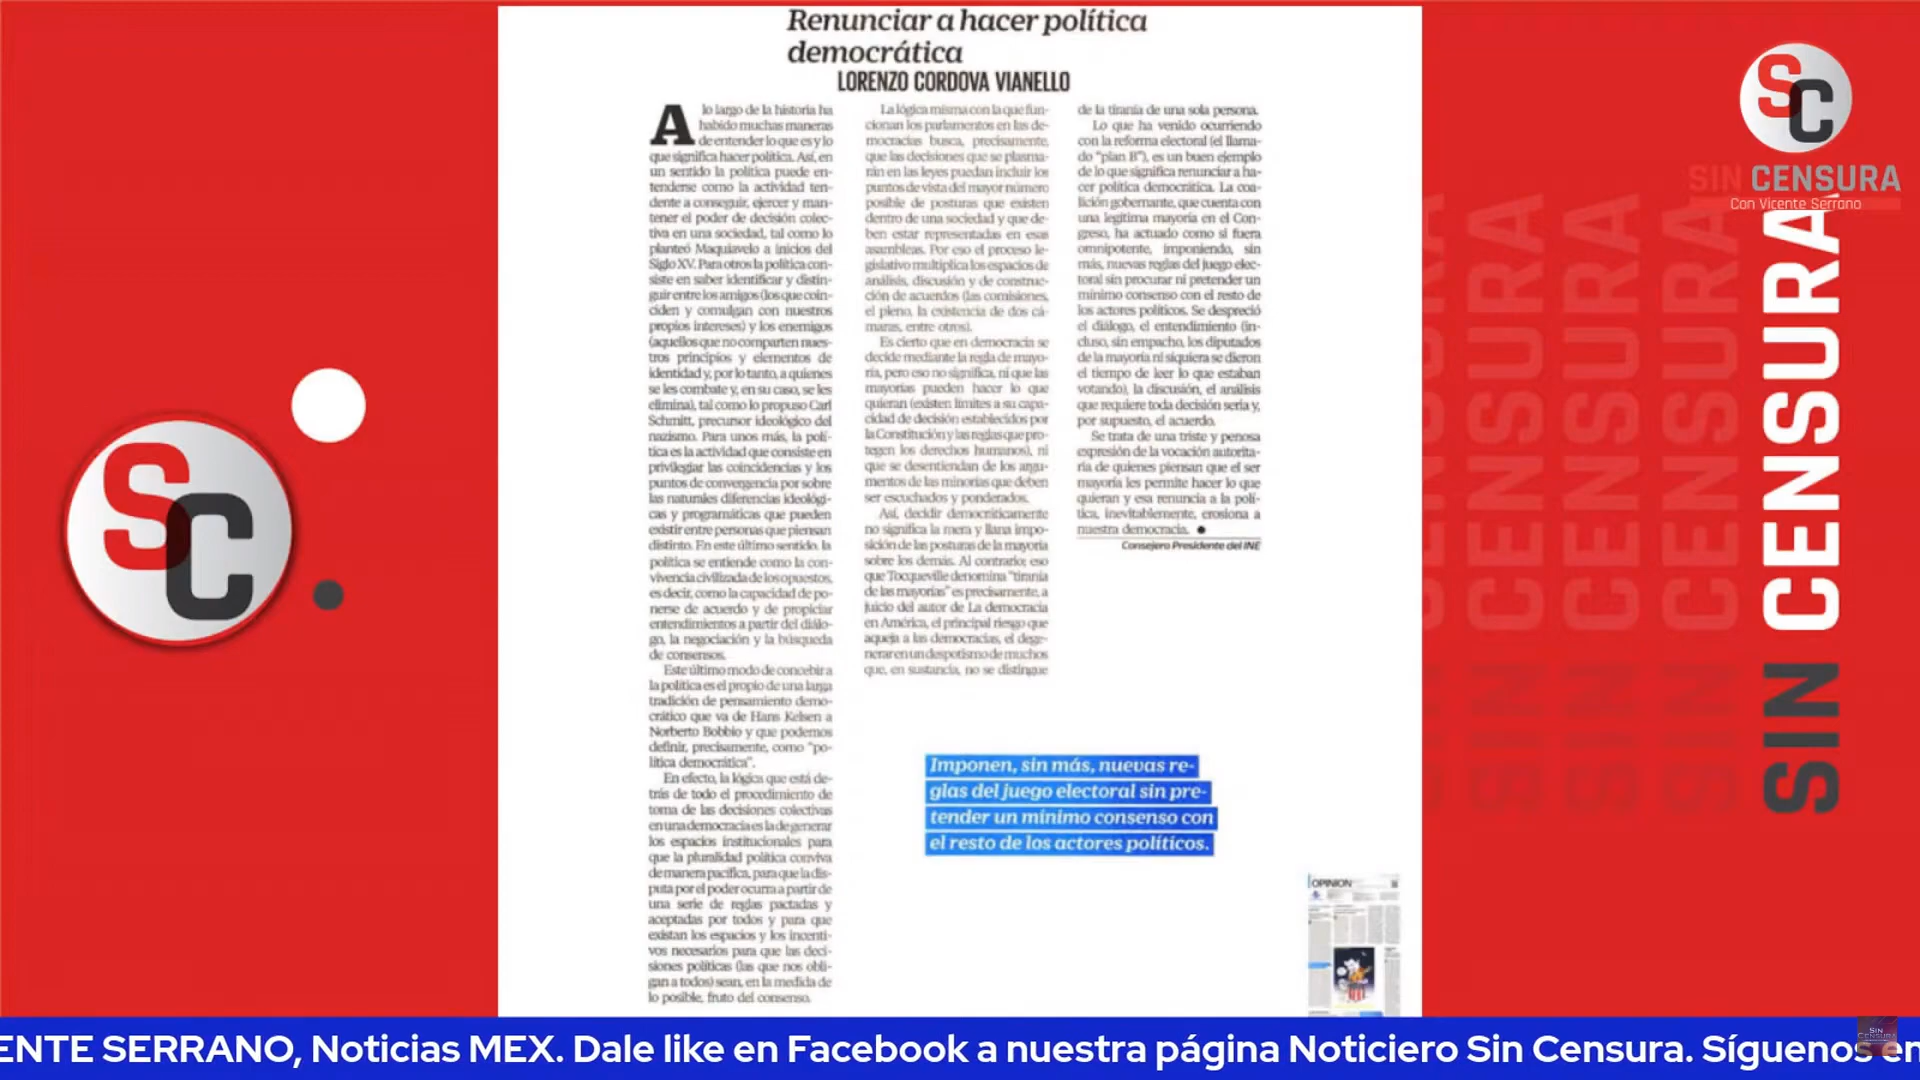 Renunciar a hacer política
democrática
LORENZO CORDOVA VIANELLO
A lo largo de la historia ha
habido muchas maneras
de entender lo que es y lo
que significa hacer política. Así, en
un sentido la política puede en-
tenderse como la actividad ten-
dente a conseguir, ejercer y man-
tener el poder de decisión colec-
tiva en una sociedad, tal como lo
planteó Maquiavelo a inicios del
Siglo XV. Para otros la política con-
siste en saber identificar y distin-
guir entre los amigos (los que coin-
ciden y comulgan con nuestros
propios intereses) y los enemigos
(aquellos que no comparten nues-
tros principios y elementos de
identidad y, por lo tanto, a quienes
se les combate y, en su caso, se les
elimina), tal como lo propuso Carl
Schmitt, precursor ideológico del
nazismo. Para unos más, la polí-
tica es la actividad que consiste en
privilegiar las coincidencias y los
puntos de convergencia por sobre
las naturales diferencias ideológi-
cas y programáticas que pueden
existir entre personas que piensan
distinto. En este último sentido, la
política se entiende como la con-
vivencia civilizada de los opuestos,
es decir, como la capacidad de po-
nerse de acuerdo y de propiciar
entendimientos a partir del diálo-
go, la negociación y la búsqueda
de consensos.
Este último modo de concebir a
la política es el propio de una larga
tradición de pensamiento demo-
crático que va de Hans Kelsen a
Norberto Bobbio y que podemos
definir, precisamente, como "po-
lítica democrática".
En efecto, la lógica que está de-
trás de todo el procedimiento de
toma de las decisiones colectivas
en una democracia es la de generar
los espacios institucionales para
que la pluralidad política conviva
de manera pacífica, para que la dis-
puta por el poder ocurra a partir de
una serie de reglas pactadas y
aceptadas por todos y para que
existan los espacios y los incenti-
vos necesarios para que las deci-
siones políticas (las que nos obli-
gan a todos) sean, en la medida de
lo posible, fruto del consenso.
La lógica misma con la que fun-
cionan los parlamentos en las de-
mocracias busca, precisamente,
que las decisiones que se plasma-
rán en las leyes puedan incluir los
puntos de vista del mayor número
posible de posturas que existen
dentro de una sociedad y que de-
ben estar representadas en esas
asambleas. Por eso el proceso le-
gislativo multiplica los espacios de
análisis, discusión y de construc-
ción de acuerdos (las comisiones,
el pleno, la existencia de dos cá-
maras, entre otros).
Es cierto que en democracia se
decide mediante la regla de mayo-
ría, pero eso no significa, ni que las
mayorías pueden hacer lo que
quieran (existen límites a su capa-
cidad de decisión establecidos por
la Constitución y las reglas que pro-
tegen los derechos humanos), ni
que se desentiendan de los argu-
mentos de las minorías que deben
ser escuchados y ponderados.
Así, decidir democráticamente
no significa la mera y llana impo-
sición de las posturas de la mayoría
sobre los demás. Al contrario; eso
que Tocqueville denomina "tiranía
de las mayorías" es precisamente, a
juicio del autor de La democracia
en América, el principal riesgo que
aqueja a las democracias, el dege-
nerar en un despotismo de muchos
que, en sustancia, no se distingue
de la tiranía de una sola persona.
Lo que ha venido ocurriendo
con la reforma electoral (el llama-
do "plan B"), es un buen ejemplo
de lo que significa renunciar a ha-
cer política democrática. La coa-
lición gobernante, que cuenta con
una legítima mayoría en el Con-
greso, ha actuado como si fuera
omnipotente, imponiendo, sin
más, nuevas reglas del juego elec-
toral sin procurar ni pretender un
mínimo consenso con el resto de
los actores políticos. Se despreció
el diálogo, el entendimiento (in-
cluso, sin empacho, los diputados
de la mayoría ni siquiera se dieron
el tiempo de leer lo que estaban
votando), la discusión, el análisis
que requiere toda decisión seria y,
por supuesto, el acuerdo.
Se trata de una triste y penosa
expresión de la vocación autorita-
ria de quienes piensan que el ser
mayoría les permite hacer lo que
quieran y esa renuncia a la polí-
tica, inevitablemente, erosiona a
nuestra democracia. ●
Consejero Presidente del INE
Imponen, sin más, nuevas re-
glas del juego electoral sin pre-
tender un mínimo consenso con
el resto de los actores políticos.
OPINIÓN
SC
SC
SIN CENSURA
Con Vicente Serrano
SIN CENSURA
SIN CENSURA
SIN CENSURA
SIN CENSURA
ENTE SERRANO, Noticias MEX. Dale like en Facebook a nuestra página Noticiero Sin Censura. Síguenos en